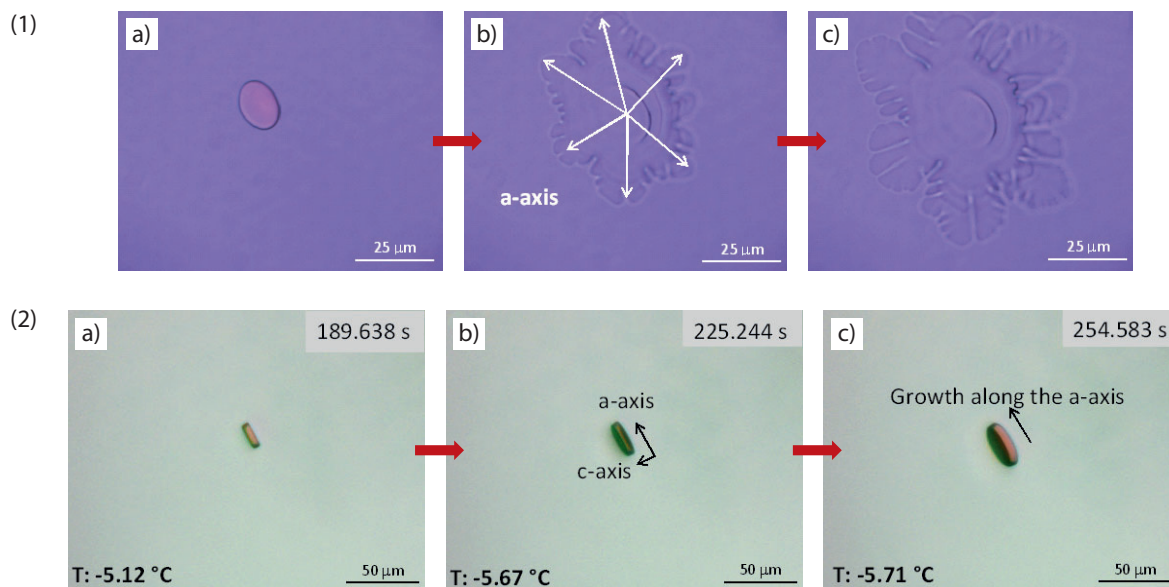 (1)
a)
b)
c)
a-axis
25 μm
25 μm
25 μm
(2)
a)
189.638 s
b)
225.244 s
c)
254.583 s
a-axis
c-axis
Growth along the a-axis
T: -5.12 °C
50 μm
T: -5.67 °C
50 μm
T: -5.71 °C
50 μm